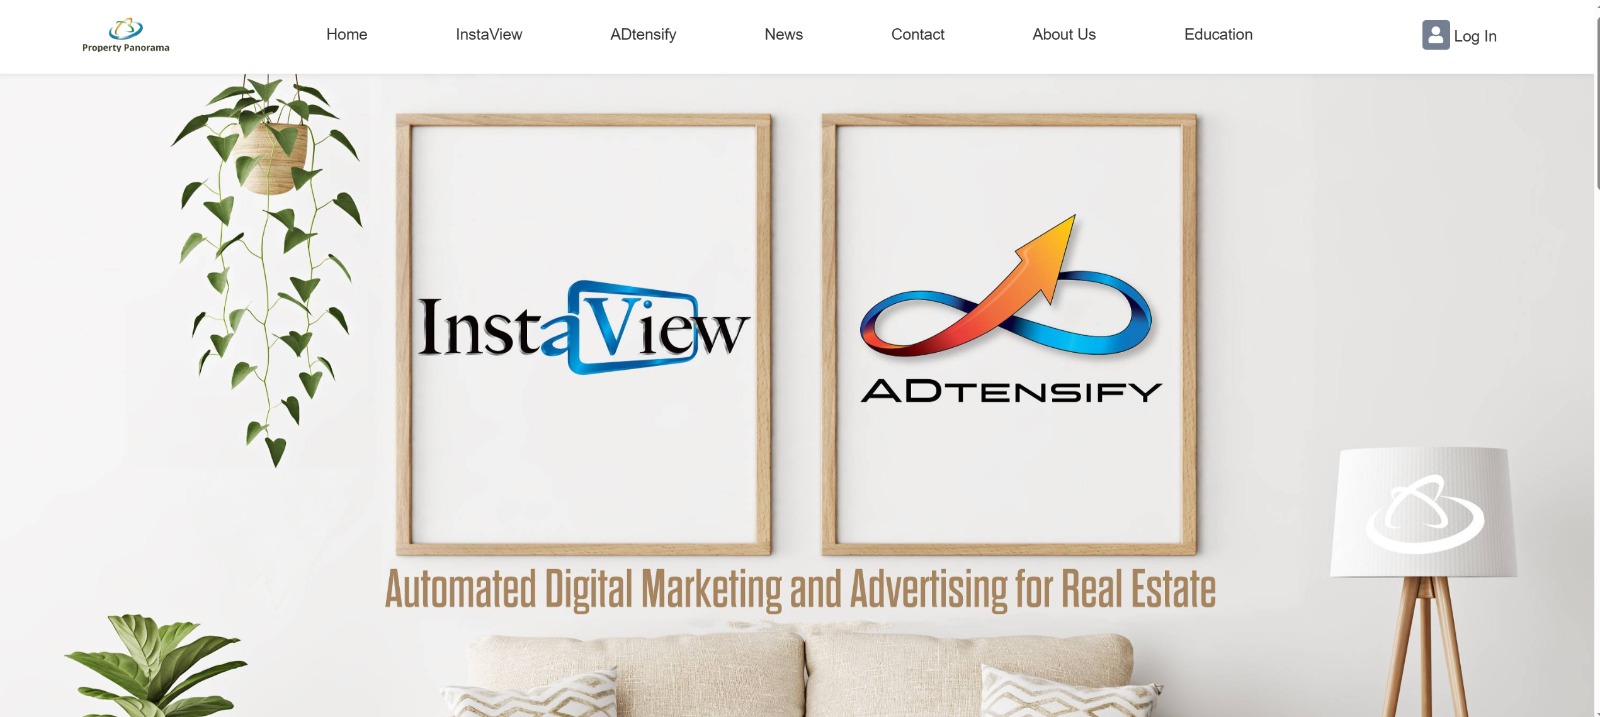 Property Panorama
Home InstaView ADtensify News Contact About Us Education Log In
InstaView
ADTENSIFY
Automated Digital Marketing and Advertising for Real Estate